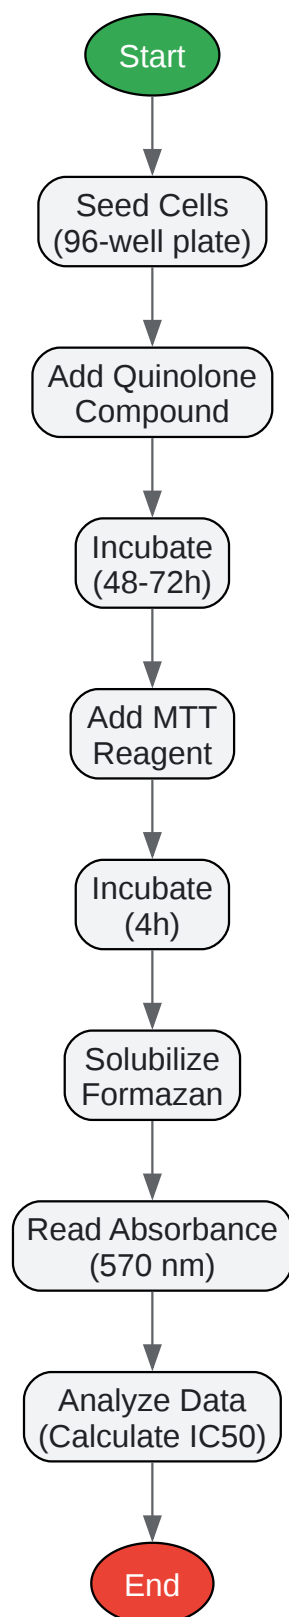 Start
Seed Cells
(96-well plate)
Add Quinolone
Compound
Incubate
(48-72h)
Add MTT
Reagent
Incubate
(4h)
Solubilize
Formazan
Read Absorbance
(570 nm)
Analyze Data
(Calculate IC50)
End